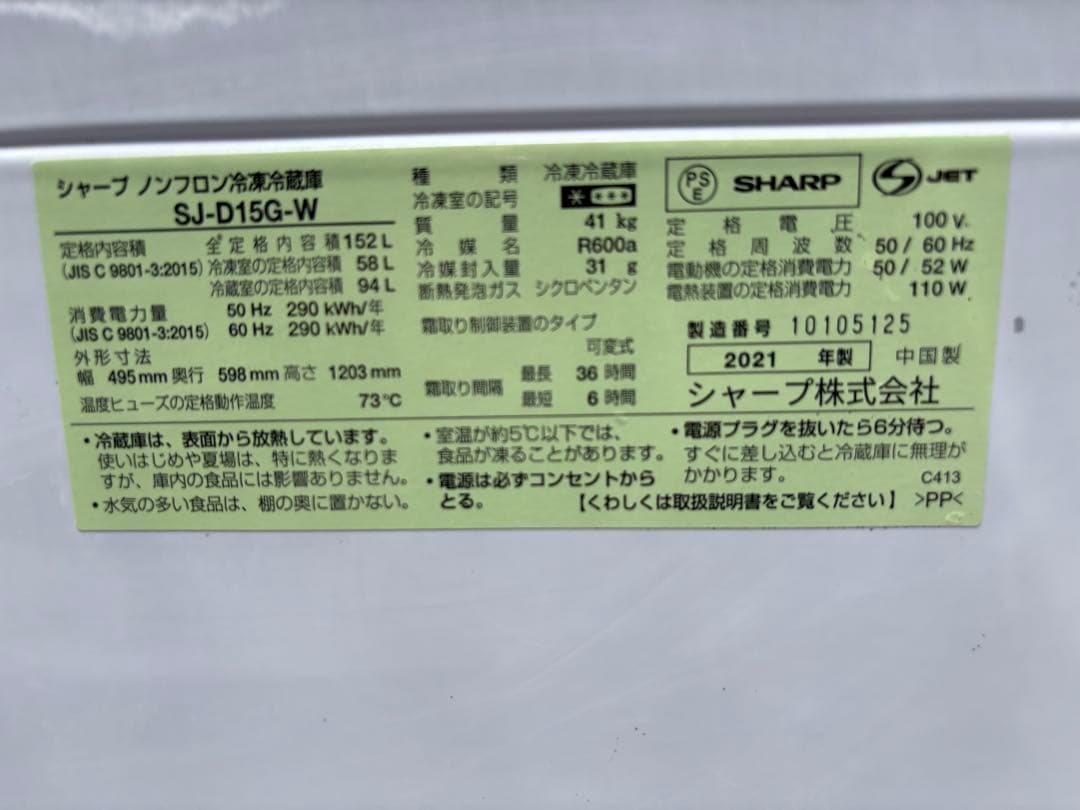 シャープ ノンフロン冷凍冷蔵庫
SJ-D15G-W
定格内容積 全定格内容積 152 L
(JIS C 9801-3:2015) 冷凍室の定格内容積 58 L
冷蔵室の定格内容積 94 L
消費電力量 50 Hz 290 kWh/年
(JIS C 9801-3:2015) 60 Hz 290 kWh/年
外形寸法
幅 495 mm 奥行 598 mm 高さ 1203 mm
温度ヒューズの定格動作温度 73℃
種類 冷凍冷蔵庫
冷凍室の記号
質量 41 kg
冷媒名 R600a
冷媒封入量 31 g
断熱発泡ガス シクロペンタン
霜取り制御装置のタイプ
可変式
霜取り間隔 最長 36 時間
最短 6 時間
PS E SHARP S JET
定格電圧 100 V
定格周波数 50 / 60 Hz
電動機の定格消費電力 50 / 52 W
電熱装置の定格消費電力 110 W
製造番号 10105125
2021 年製 中国製
シャープ株式会社
・冷蔵庫は、表面から放熱しています。
使いはじめや夏場は、特に熱くなりま
すが、庫内の食品には影響ありません。
・水気の多い食品は、棚の奥に置かない。
・室温が約5℃以下では、
食品が凍ることがあります。
・電源は必ずコンセントから
とる。
・電源プラグを抜いたら6分待つ。
すぐに差し込むと冷蔵庫に無理が
かかります。 C413
【くわしくは取扱説明書をご覧ください】 >PP<